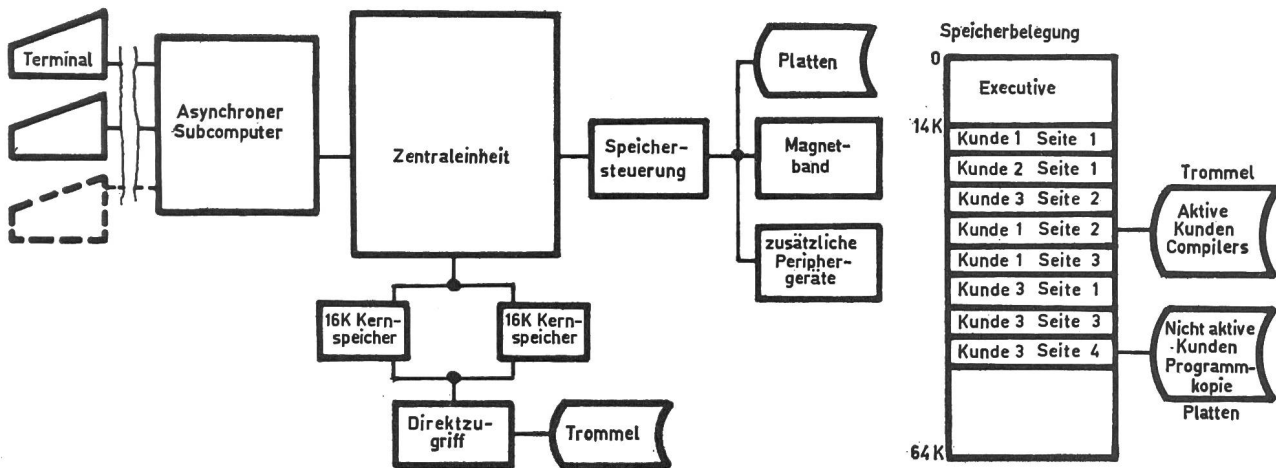 Terminal
Asynchroner
Subcomputer
Zentraleinheit
Speicher-
steuerung
Platten
Magnet-
band
zusätzliche
Peripher-
geräte
16K Kern-
speicher
16K Kern-
speicher
Direktzu-
griff
Trommel
Speicherbelegung
0
Executive
14K
Kunde 1 Seite 1
Kunde 2 Seite 1
Kunde 3 Seite 2
Kunde 1 Seite 2
Kunde 1 Seite 3
Kunde 3 Seite 1
Kunde 3 Seite 3
Kunde 3 Seite 4
64K
Trommel
Aktive
Kunden
Compilers
Nicht aktive
Kunden
Programm-
kopie
Platten